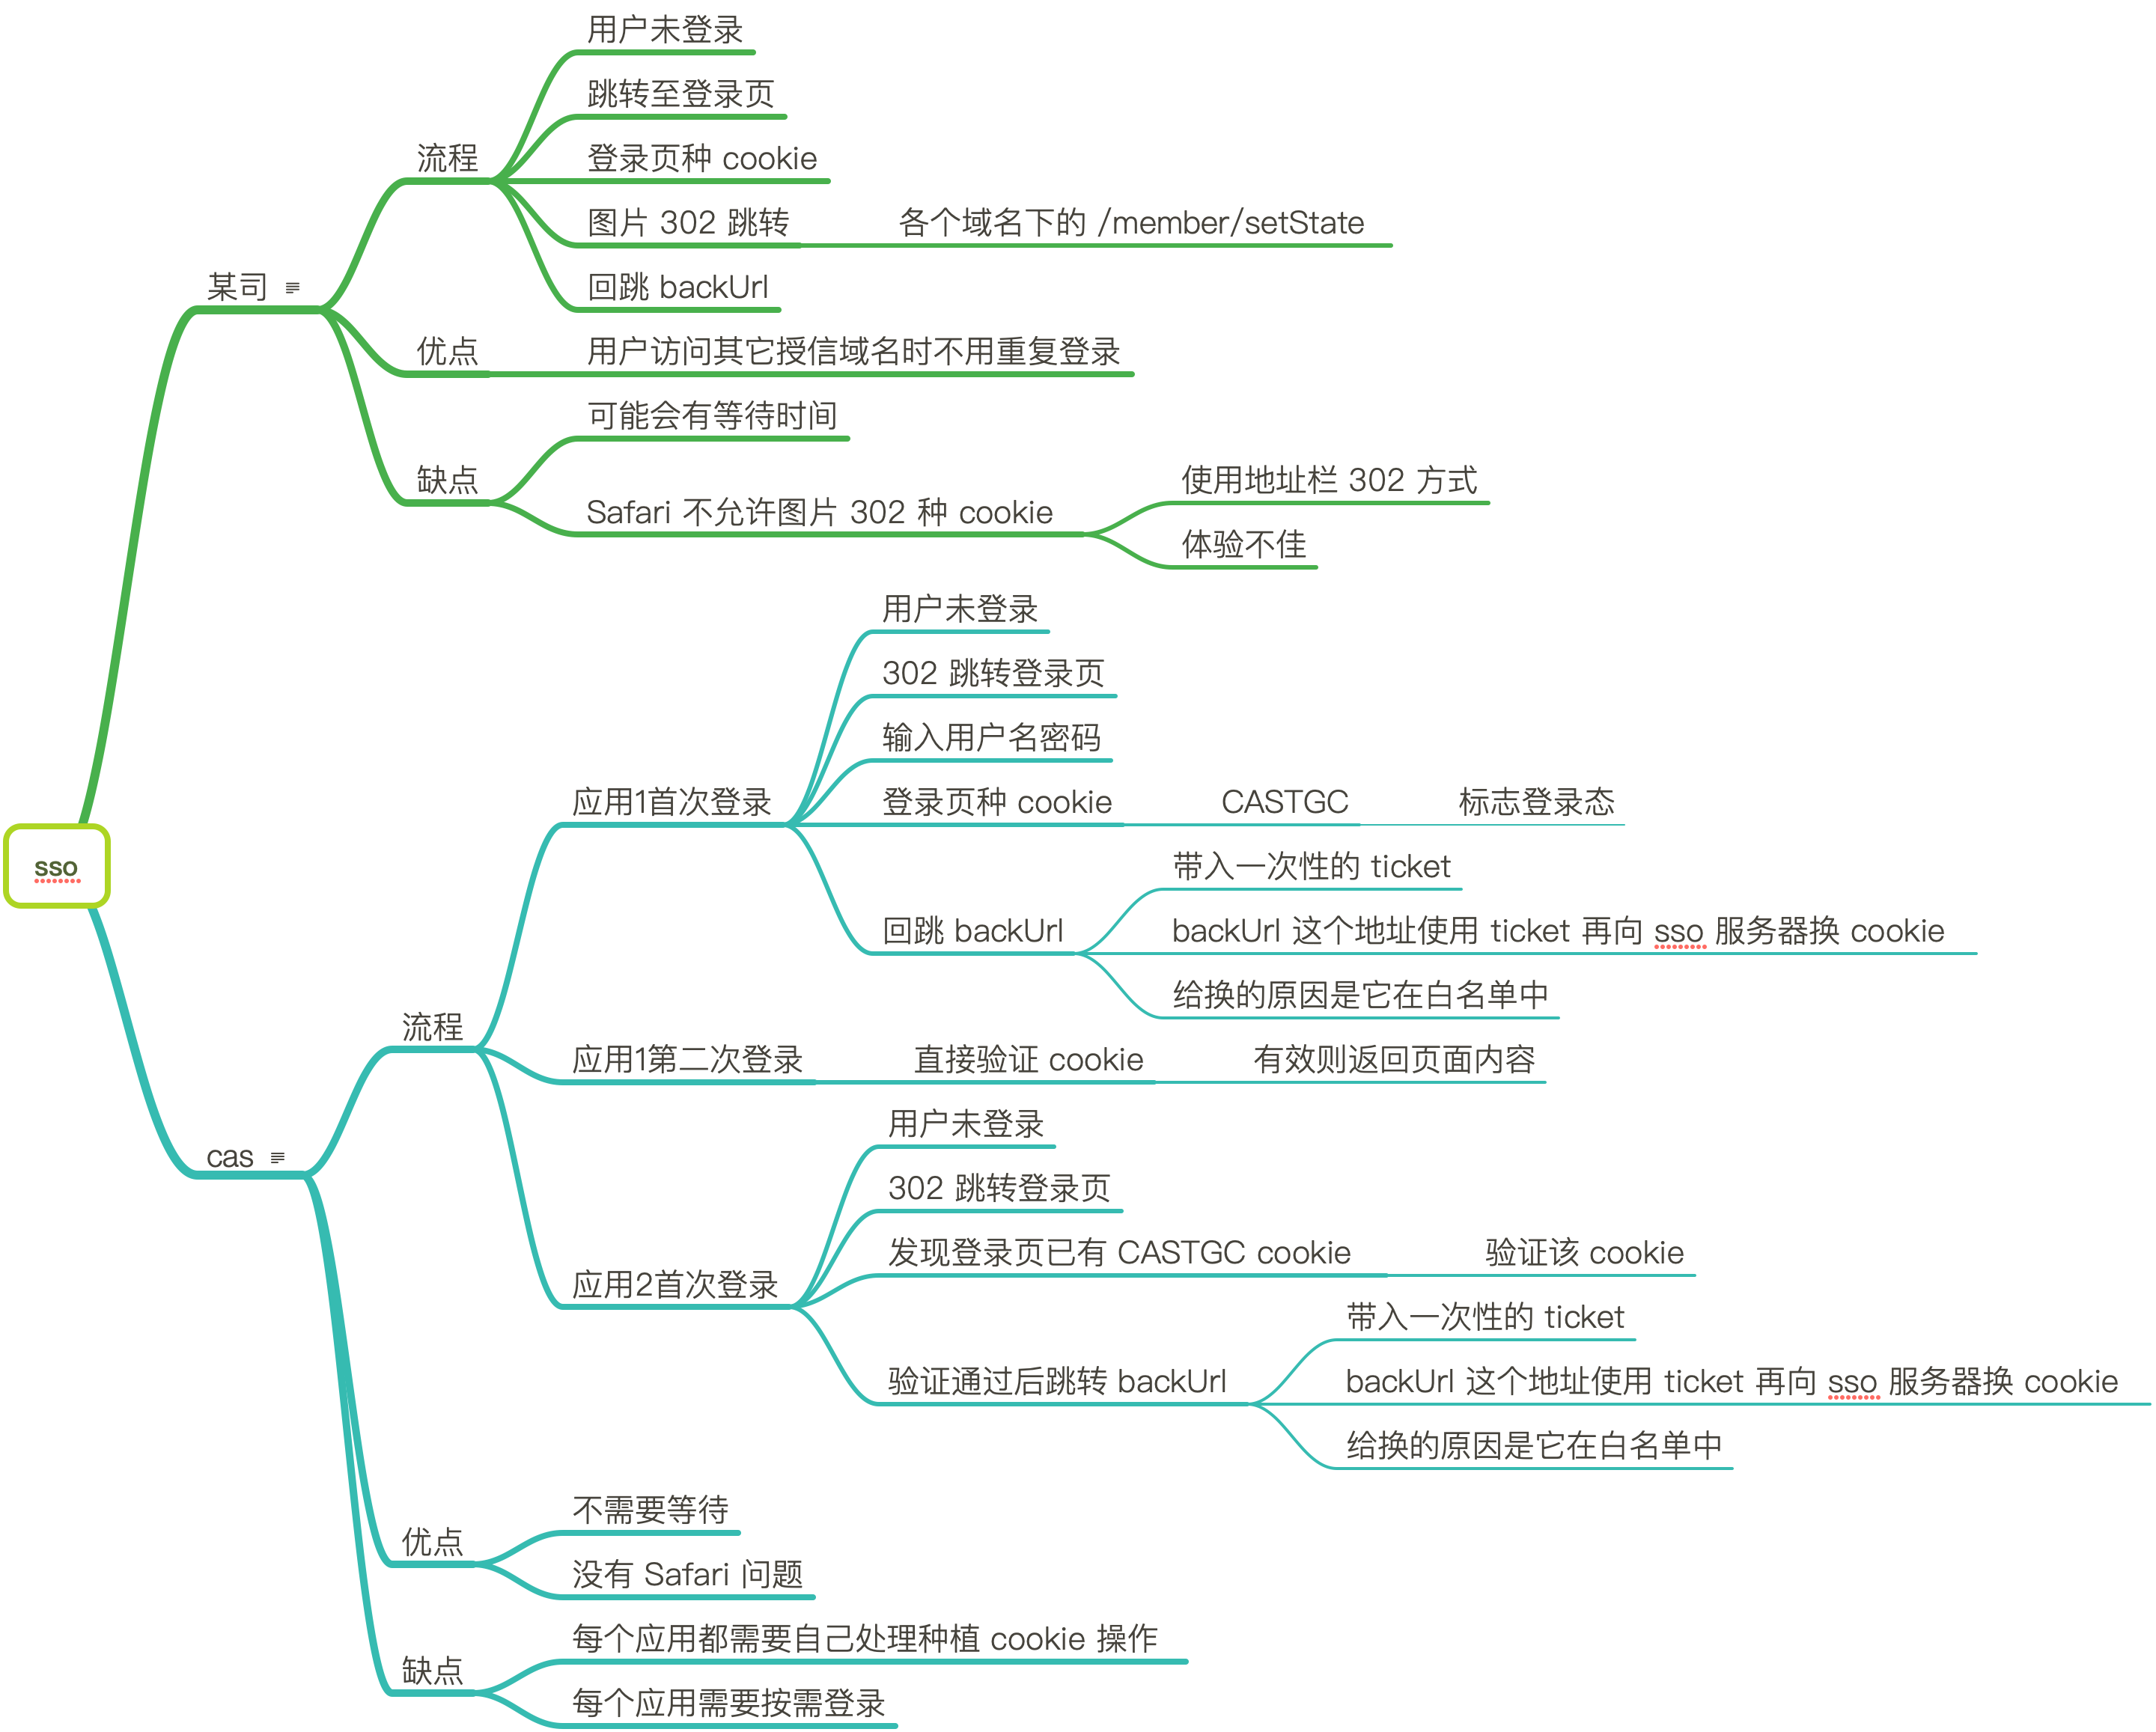 用户未登录
跳转至登录页
登录页种 cookie
流程
图片 302 跳转
各个域名下的 /member/setState
回跳 backUrl
某司
优点
用户访问其它授信域名时不用重复登录
可能会有等待时间
缺点
Safari 不允许图片 302 种 cookie
使用地址栏 302 方式
体验不佳
sso
用户未登录
302 跳转登录页
输入用户名密码
应用1首次登录
登录页种 cookie
CASTGC
标志登录态
带入一次性的 ticket
回跳 backUrl
backUrl 这个地址使用 ticket 再向 sso 服务器换 cookie
给换的原因是它在白名单中
流程
应用1第二次登录
直接验证 cookie
有效则返回页面内容
cas
用户未登录
302 跳转登录页
发现登录页已有 CASTGC cookie
验证该 cookie
应用2首次登录
带入一次性的 ticket
验证通过后跳转 backUrl
backUrl 这个地址使用 ticket 再向 sso 服务器换 cookie
给换的原因是它在白名单中
优点
不需要等待
没有 Safari 问题
缺点
每个应用都需要自己处理种植 cookie 操作
每个应用需要按需登录